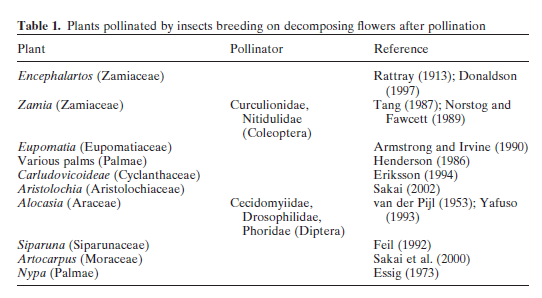 Table 1. Plants pollinated by insects breeding on decomposing flowers after pollination
Plant Pollinator Reference
Encephalartos (Zamiaceae) Rattray (1913); Donaldson
(1997)
Zamia (Zamiaceae) Curculionidae, Tang (1987); Norstog and
Nitidulidae Fawcett (1989)
(Coleoptera)
Eupomatia (Eupomatiaceae) Armstrong and Irvine (1990)
Various palms (Palmae) Henderson (1986)
Carludovicoideae (Cyclanthaceae) Eriksson (1994)
Aristolochia (Aristolochiaceae) Sakai (2002)
Alocasia (Araceae) Cecidomyiidae, van der Pijl (1953); Yafuso
Drosophilidae, (1993)
Phoridae (Diptera)
Siparuna (Siparunaceae) Feil (1992)
Artocarpus (Moraceae) Sakai et al. (2000)
Nypa (Palmae) Essig (1973)